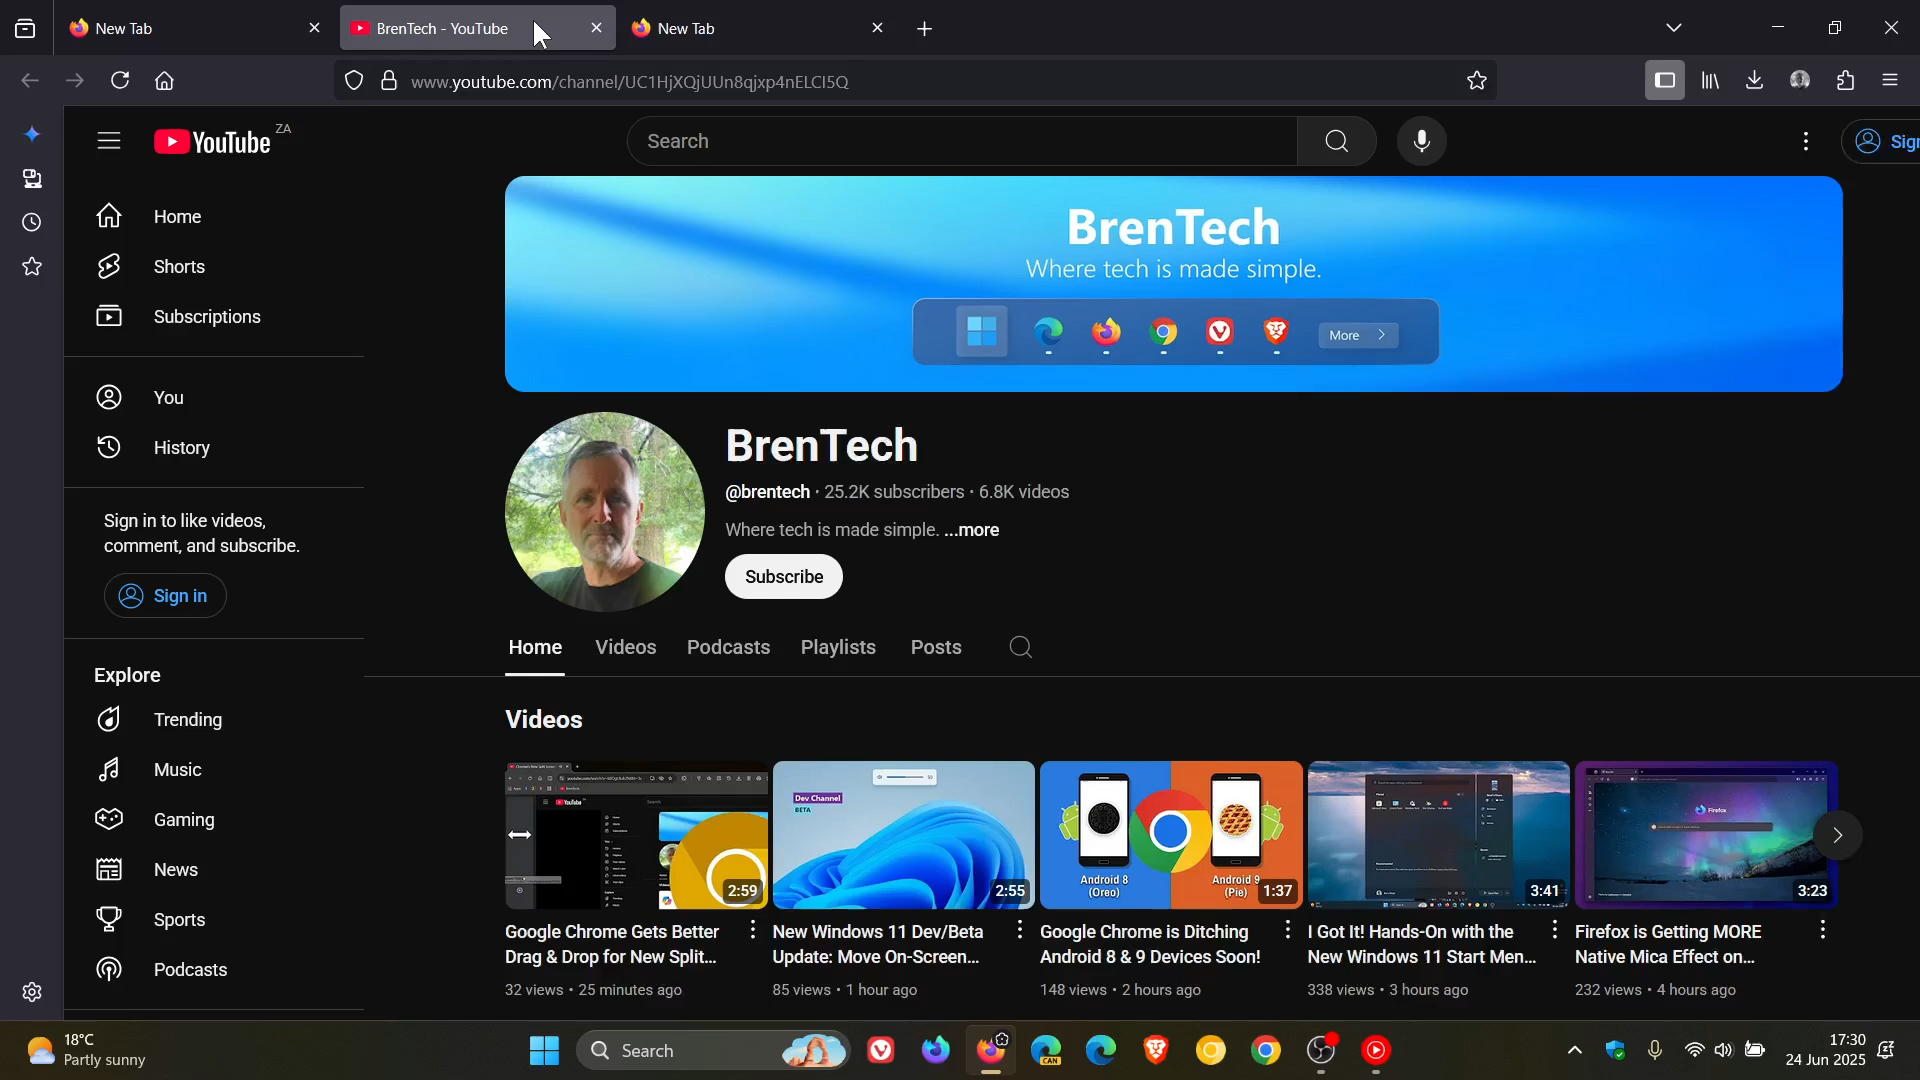 New Tab
BrenTech - YouTube
New Tab
www.youtube.com/channel/UC1HjXQjUUn8qjxp4nELCI5Q
YouTube ZA
Search
Home
Shorts
Subscriptions
You
History
Sign in to like videos,
comment, and subscribe.
Sign in
Explore
Trending
Music
Gaming
News
Sports
Podcasts
BrenTech
Where tech is made simple.
More
BrenTech
@brentech · 25.2K subscribers · 6.8K videos
Where tech is made simple. ...more
Subscribe
Home Videos Podcasts Playlists Posts
Videos
2:59
Google Chrome Gets Better
Drag & Drop for New Split...
32 views • 25 minutes ago
Dev Channel
BETA
2:55
New Windows 11 Dev/Beta
Update: Move On-Screen...
85 views • 1 hour ago
Android 8
(Oreo)
Android 9
(Pie)
1:37
Google Chrome is Ditching
Android 8 & 9 Devices Soon!
148 views • 2 hours ago
3:41
I Got It! Hands-On with the
New Windows 11 Start Men...
338 views • 3 hours ago
Firefox
3:23
Firefox is Getting MORE
Native Mica Effect on...
232 views • 4 hours ago
18°C
Partly sunny
Search
CAN
17:30
24 Jun 2025